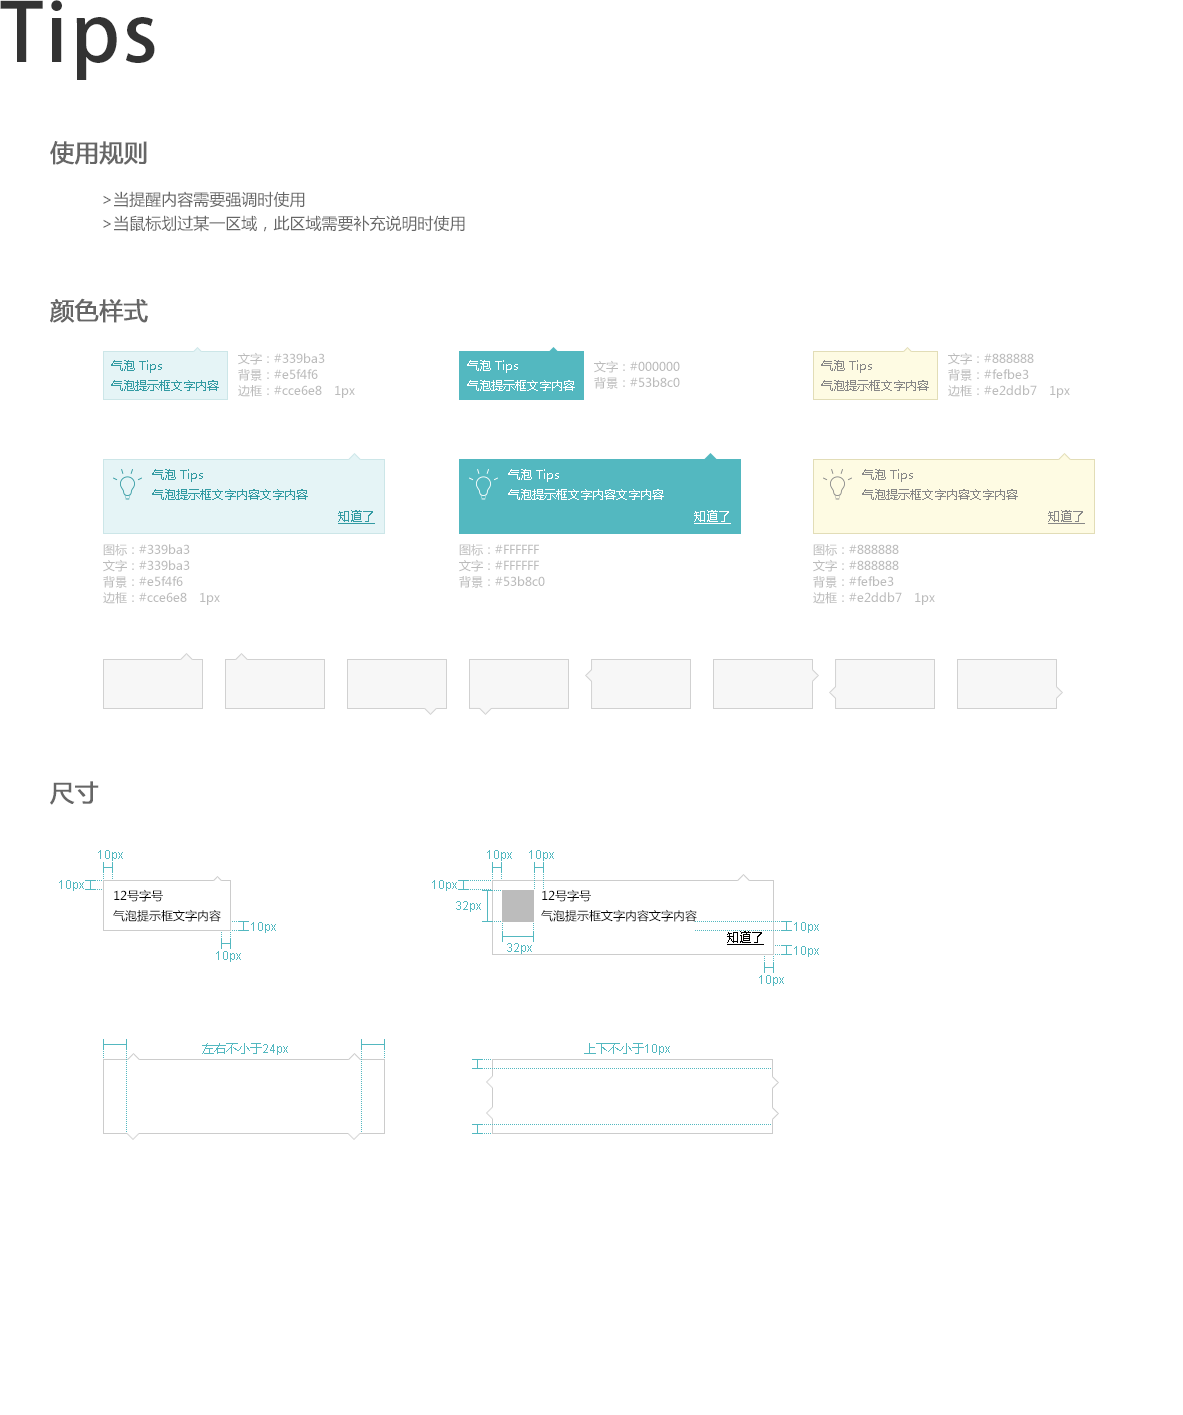 Tips
使用规则
>当提醒内容需要强调时使用
>当鼠标划过某一区域，此区域需要补充说明时使用
颜色样式
气泡 Tips
气泡提示框文字内容
文字：#339ba3
背景：#e5f4f6
边框：#cce6e8 1px
气泡 Tips
气泡提示框文字内容
文字：#000000
背景：#53b8c0
气泡 Tips
气泡提示框文字内容
文字：#888888
背景：#fefbe3
边框：#e2ddb7 1px
气泡 Tips
气泡提示框文字内容文字内容
知道了
图标：#339ba3
文字：#339ba3
背景：#e5f4f6
边框：#cce6e8 1px
气泡 Tips
气泡提示框文字内容文字内容
知道了
图标：#FFFFFF
文字：#FFFFFF
背景：#53b8c0
气泡 Tips
气泡提示框文字内容文字内容
知道了
图标：#888888
文字：#888888
背景：#fefbe3
边框：#e2ddb7 1px
尺寸
10px
10px
12号字号
气泡提示框文字内容
10px
10px
10px
10px
10px
32px
12号字号
气泡提示框文字内容文字内容
32px
知道了
10px
10px
10px
左右不小于24px
上下不小于10px